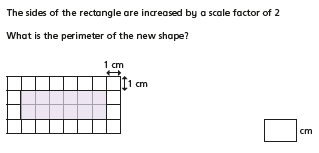 The sides of the rectangle are increased by a scale factor of 2
What is the perimeter of the new shape?
1 cm
1 cm
cm